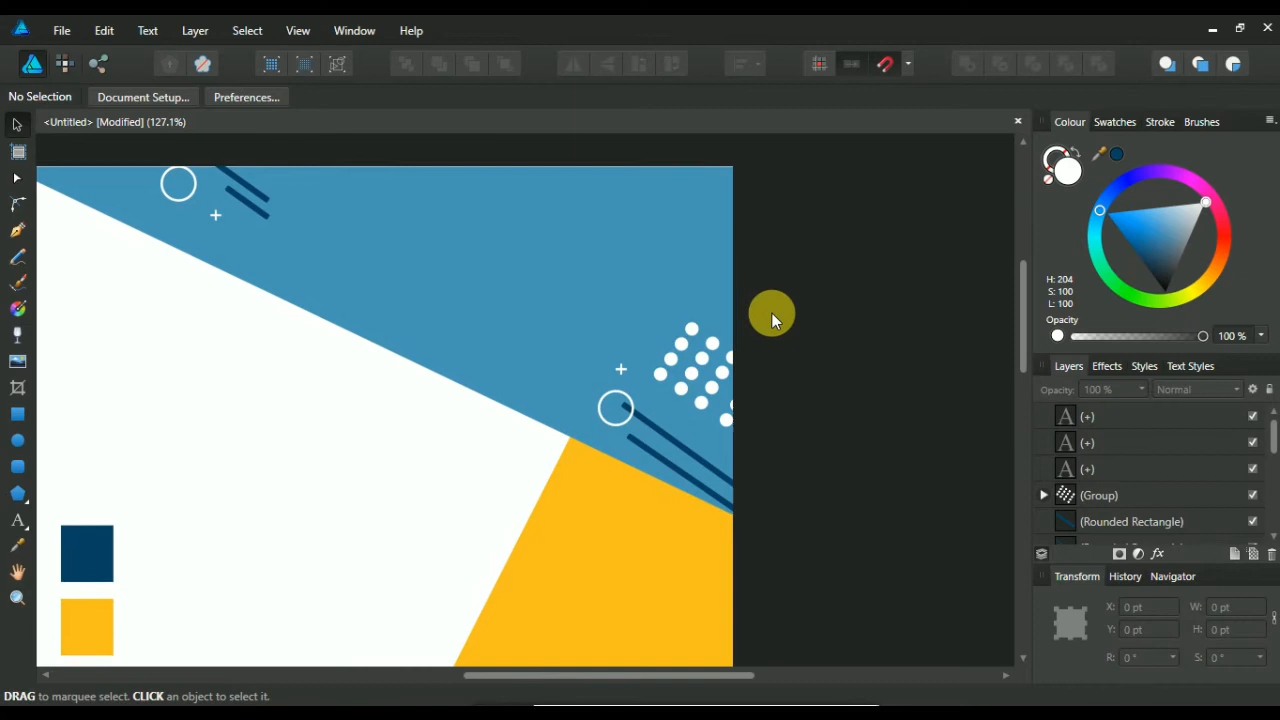 File Edit Text Layer Select View Window Help
No Selection Document Setup... Preferences...
<Untitled> [Modified] (127.1%)
Colour Swatches Stroke Brushes
H: 204
S: 100
L: 100
Opacity
100 %
Layers Effects Styles Text Styles
Opacity: 100 % Normal
A (+)
A (+)
A (+)
(Group)
(Rounded Rectangle)
fx
Transform History Navigator
X: 0 pt W: 0 pt
Y: 0 pt H: 0 pt
R: 0 ° S: 0 °
A
DRAG to marquee select. CLICK an object to select it.